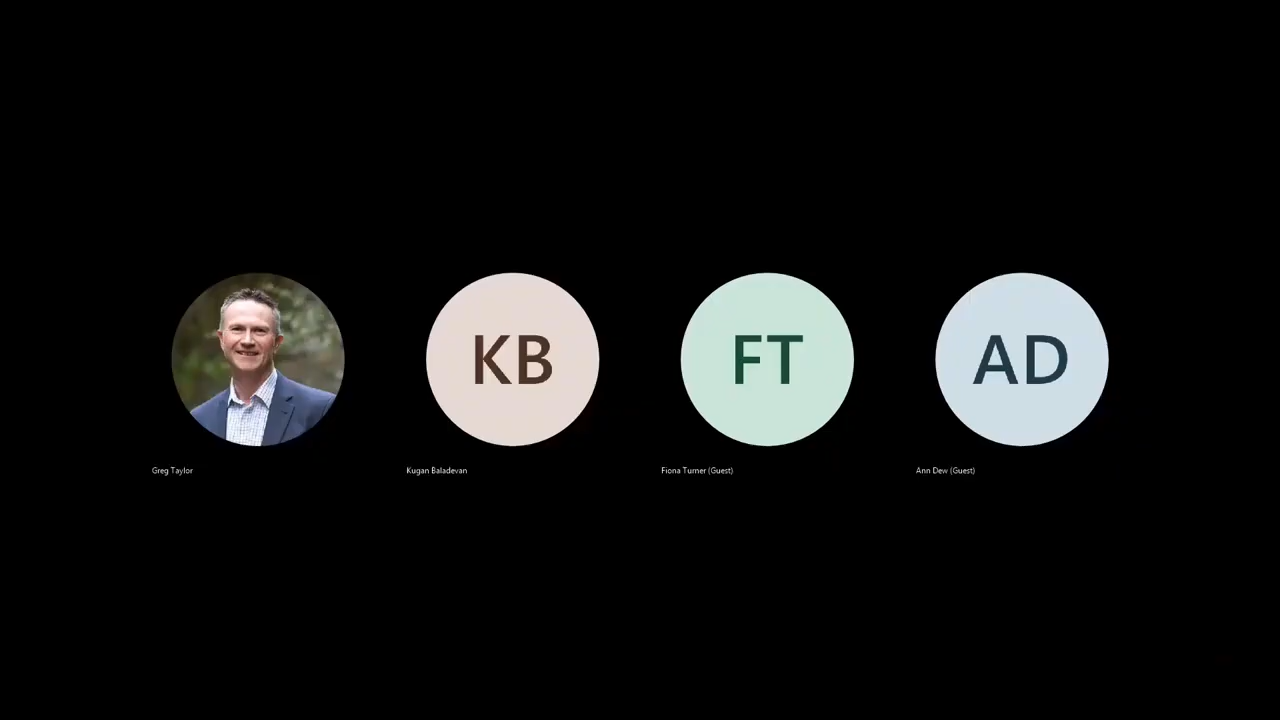 KB
FT
AD
Greg Taylor
Kugan Baladevan
Fiona Turner (Guest)
Ann Dew (Guest)